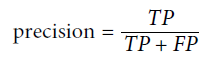 precision = TP / TP + FP